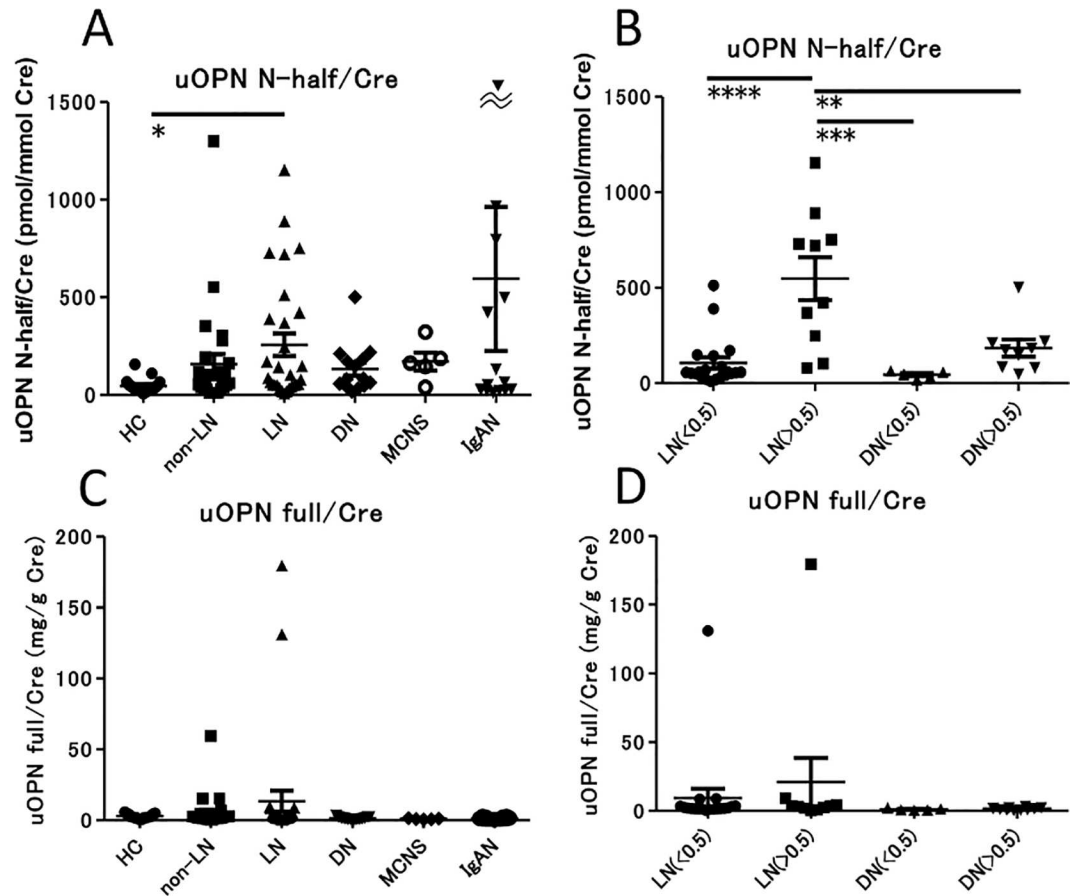 A
uOPN N-half/Cre
uOPN N-half/Cre (pmol/mmol Cre)
1500
1000
500
0
*
HC
non-LN
LN
DN
MCNS
IgAN
B
uOPN N-half/Cre
uOPN N-half/Cre (pmol/mmol Cre)
1500
1000
500
0
****
**
***
LN(<0.5)
LN(>0.5)
DN(<0.5)
DN(>0.5)
C
uOPN full/Cre
uOPN full/Cre (mg/g Cre)
200
150
100
50
0
HC
non-LN
LN
DN
MCNS
IgAN
D
uOPN full/Cre
uOPN full/Cre (mg/g Cre)
200
150
100
50
0
LN(<0.5)
LN(>0.5)
DN(<0.5)
DN(>0.5)